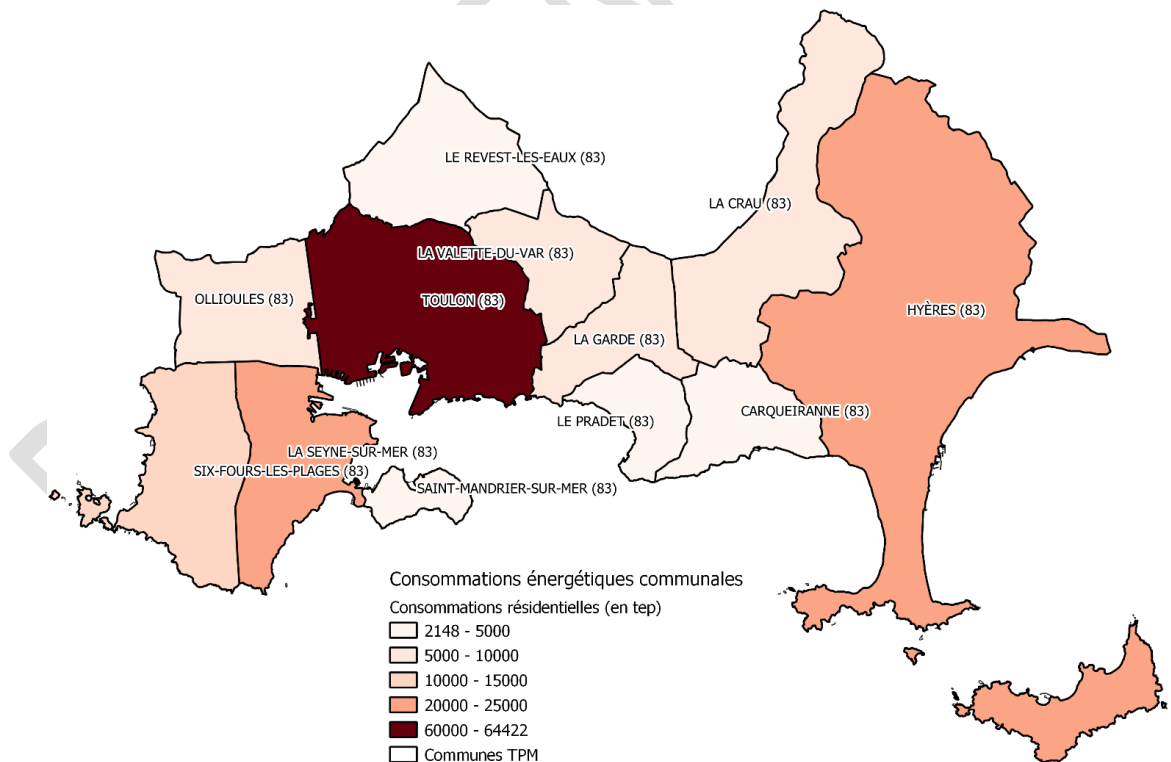 LE REVEST-LES-EAUX (83)
LA CRAU (83)
LA VALETTE-DU-VAR (83)
OLLIOULES (83)
TOULON (83)
HYÈRES (83)
LA GARDE (83)
CARQUEIRANNE (83)
LE PRADET (83)
LA SEYNE-SUR-MER (83)
SIX-FOURS-LES-PLAGES (83)
SAINT-MANDRIER-SUR-MER (83)
Consommations énergétiques communales
Consommations résidentielles (en tep)
2148 - 5000
5000 - 10000
10000 - 15000
20000 - 25000
60000 - 64422
Communes TPM